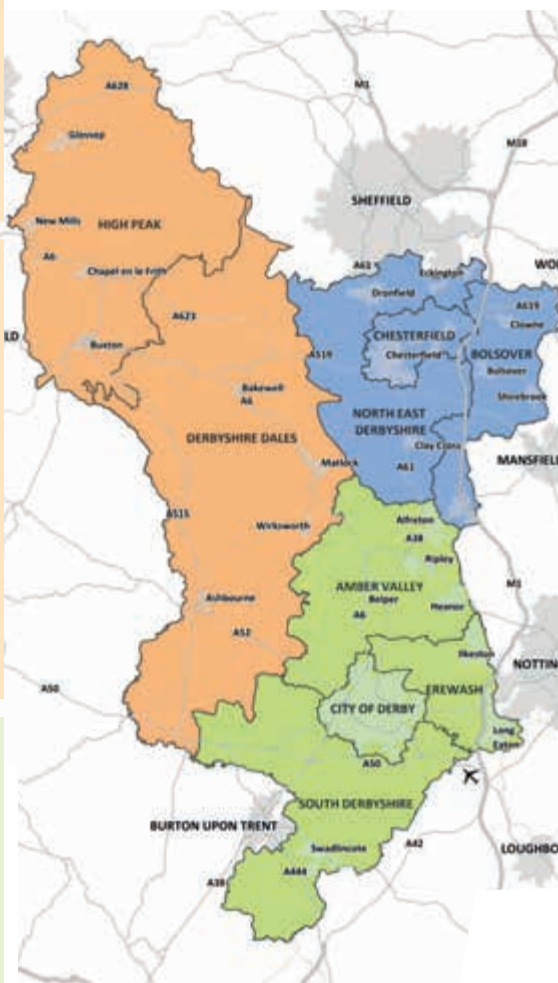 A628
M1
Glossop
M18
SHEFFIELD
New Mills
HIGH PEAK
A6
A61
Eckington
Chapel en le Frith
Dronfield
A619
A623
Clowne
CHESTERFIELD
Buxton
A519
Chesterfield
BOLSOVER
Bolsover
Bakewell
A6
Shirebrook
NORTH EAST
DERBYSHIRE
DERBYSHIRE DALES
Clay Cross
MANSFIEL
Matlock
A61
A515
Alfreton
Wirksworth
A38
Ripley
M1
AMBER VALLEY
Ashbourne
Belper
Heanor
A6
A52
Ilkeston
NOTTIN
A50
EREWASH
CITY OF DERBY
Long
Eaton
A50
SOUTH DERBYSHIRE
BURTON UPON TRENT
Swadlincote
A42
LOUGHBO
A444
A38